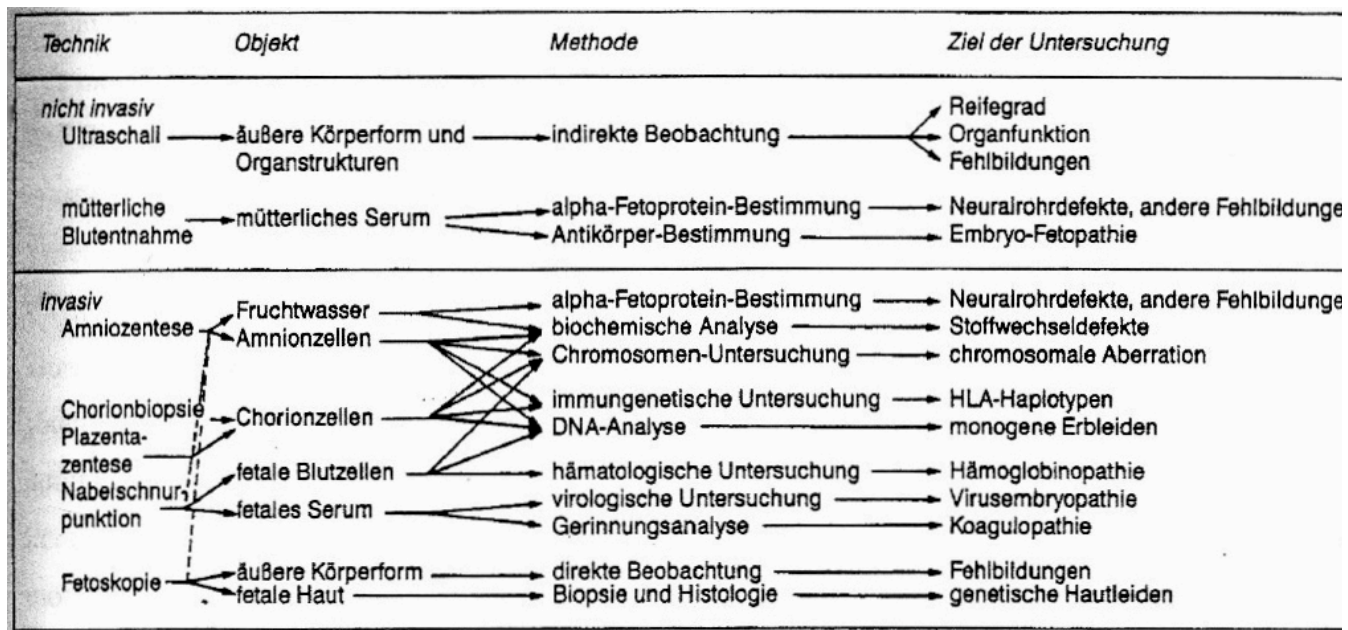 Technik Objekt Methode Ziel der Untersuchung
nicht invasiv
Ultraschall äußere Körperform und indirekte Beobachtung Reifegrad
Organstrukturen Organfunktion
Fehlbildungen
mütterliche mütterliches Serum alpha-Fetoprotein-Bestimmung Neuralrohrdefekte, andere Fehlbildunge
Blutentnahme Antikörper-Bestimmung Embryo-Fetopathie
invasiv Fruchtwasser alpha-Fetoprotein-Bestimmung Neuralrohrdefekte, andere Fehlbildunge
Amniozentese Amnionzellen biochemische Analyse Stoffwechseldefekte
Chromosomen-Untersuchung chromosomale Aberration
Chorionbiopsie Chorionzellen immungenetische Untersuchung HLA-Haplotypen
Plazenta- DNA-Analyse monogene Erbleiden
zentese fetale Blutzellen hämatologische Untersuchung Hämoglobinopathie
Nabelschnur- fetales Serum virologische Untersuchung Virusembryopathie
punktion Gerinnungsanalyse Koagulopathie
Fetoskopie äußere Körperform direkte Beobachtung Fehlbildungen
fetale Haut Biopsie und Histologie genetische Hautleiden